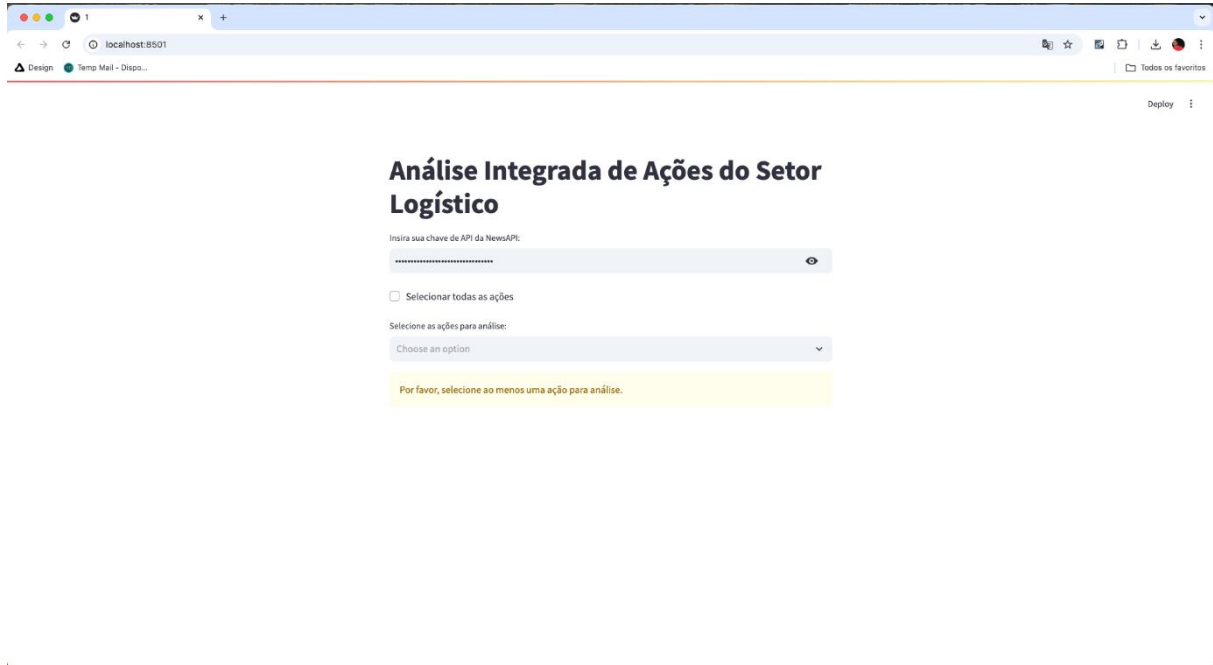 1
localhost:8501
Design Temp Mail - Dispo...
Todos os favoritos
Deploy
Análise Integrada de Ações do Setor
Logístico
Insira sua chave de API da NewsAPI:
Selecionar todas as ações
Selecione as ações para análise:
Choose an option
Por favor, selecione ao menos uma ação para análise.